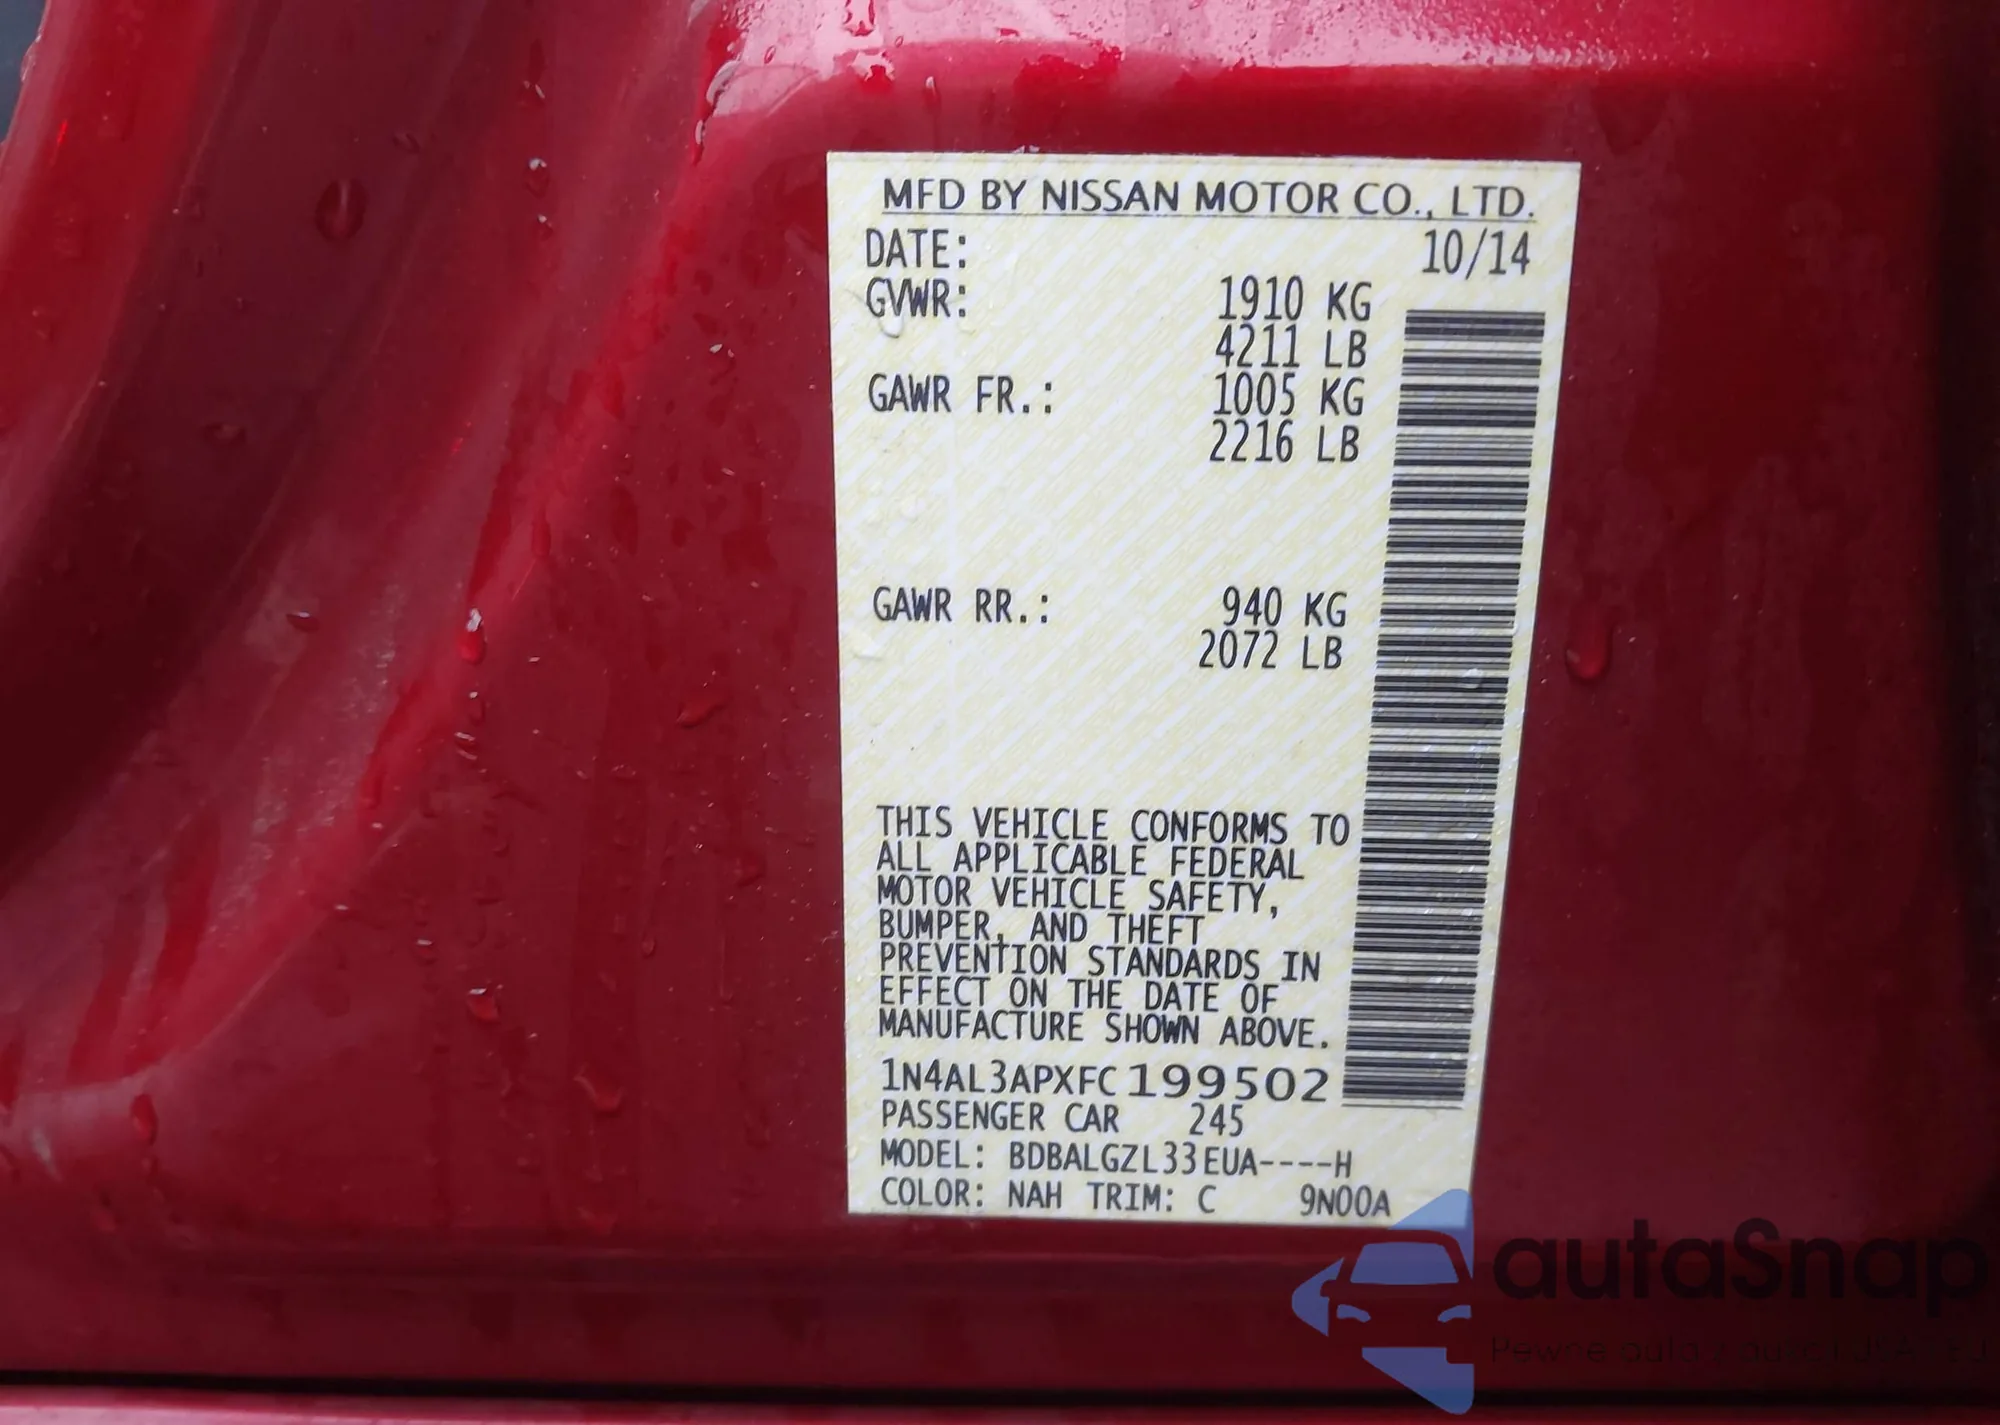 MFD BY NISSAN MOTOR CO., LTD.
DATE: 10/14
GVWR: 1910 KG
4211 LB
GAWR FR.: 1005 KG
2216 LB
GAWR RR.: 940 KG
2072 LB
THIS VEHICLE CONFORMS TO
ALL APPLICABLE FEDERAL
MOTOR VEHICLE SAFETY,
BUMPER, AND THEFT
PREVENTION STANDARDS IN
EFFECT ON THE DATE OF
MANUFACTURE SHOWN ABOVE.
1N4AL3APXFC199502
PASSENGER CAR 245
MODEL: BDBALGZL33EUA----H
COLOR: NAH TRIM: C 9N00A
autaSnap
auta z